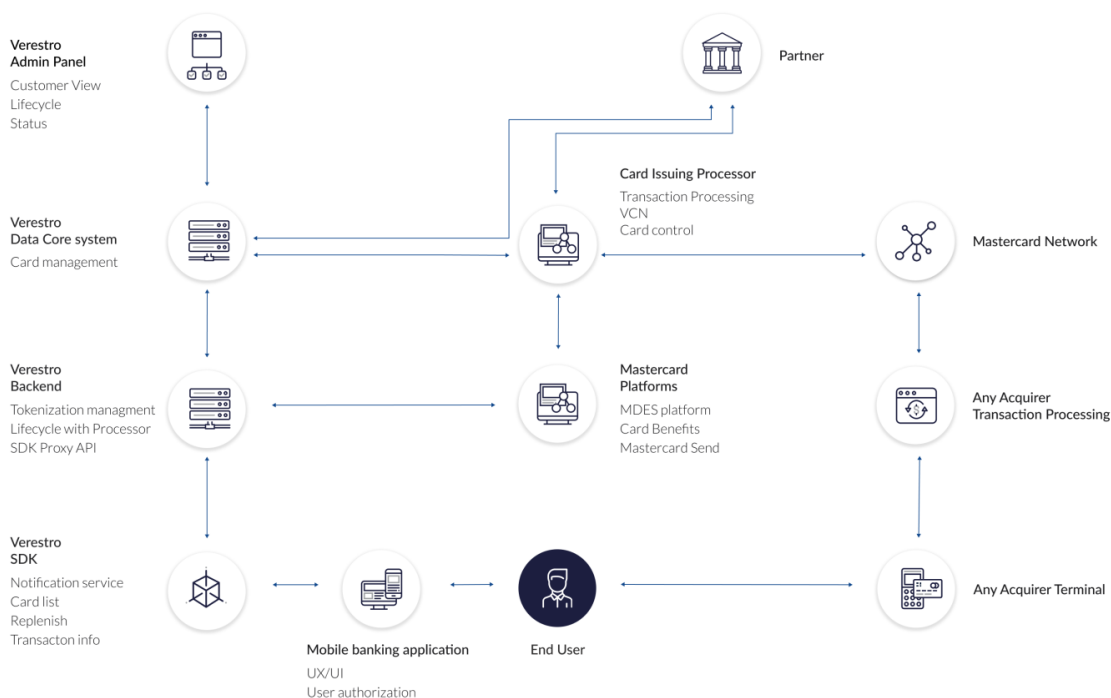 Verestro
Admin Panel
Customer View
Lifecycle
Status
Partner
Card Issuing Processor
Transaction Processing
VCN
Card control
Verestro
Data Core system
Card management
Mastercard Network
Verestro
Backend
Tokenization managment
Lifecycle with Processor
SDK Proxy API
Mastercard
Platforms
MDES platform
Card Benefits
Mastercard Send
Any Acquirer
Transaction Processing
Verestro
SDK
Notification service
Card list
Replenish
Transacton info
Mobile banking application
UX/UI
User authorization
End User
Any Acquirer Terminal